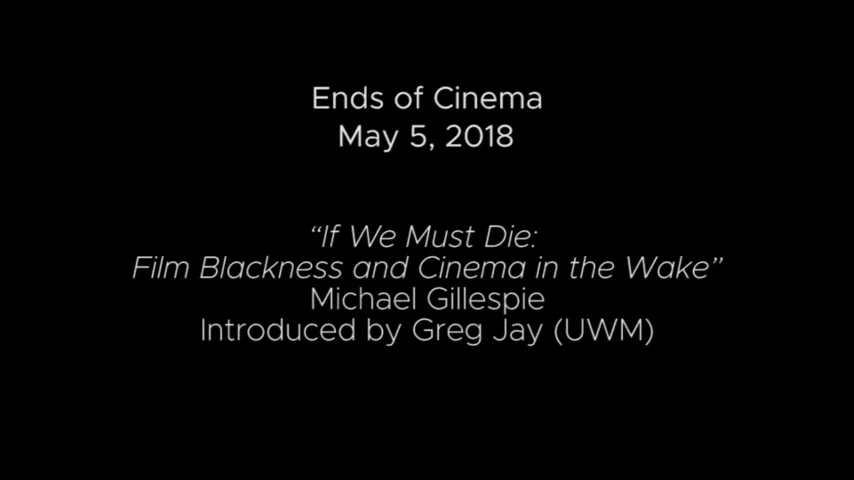 Ends of Cinema
May 5, 2018
“If We Must Die:
Film Blackness and Cinema in the Wake”
Michael Gillespie
Introduced by Greg Jay (UWM)